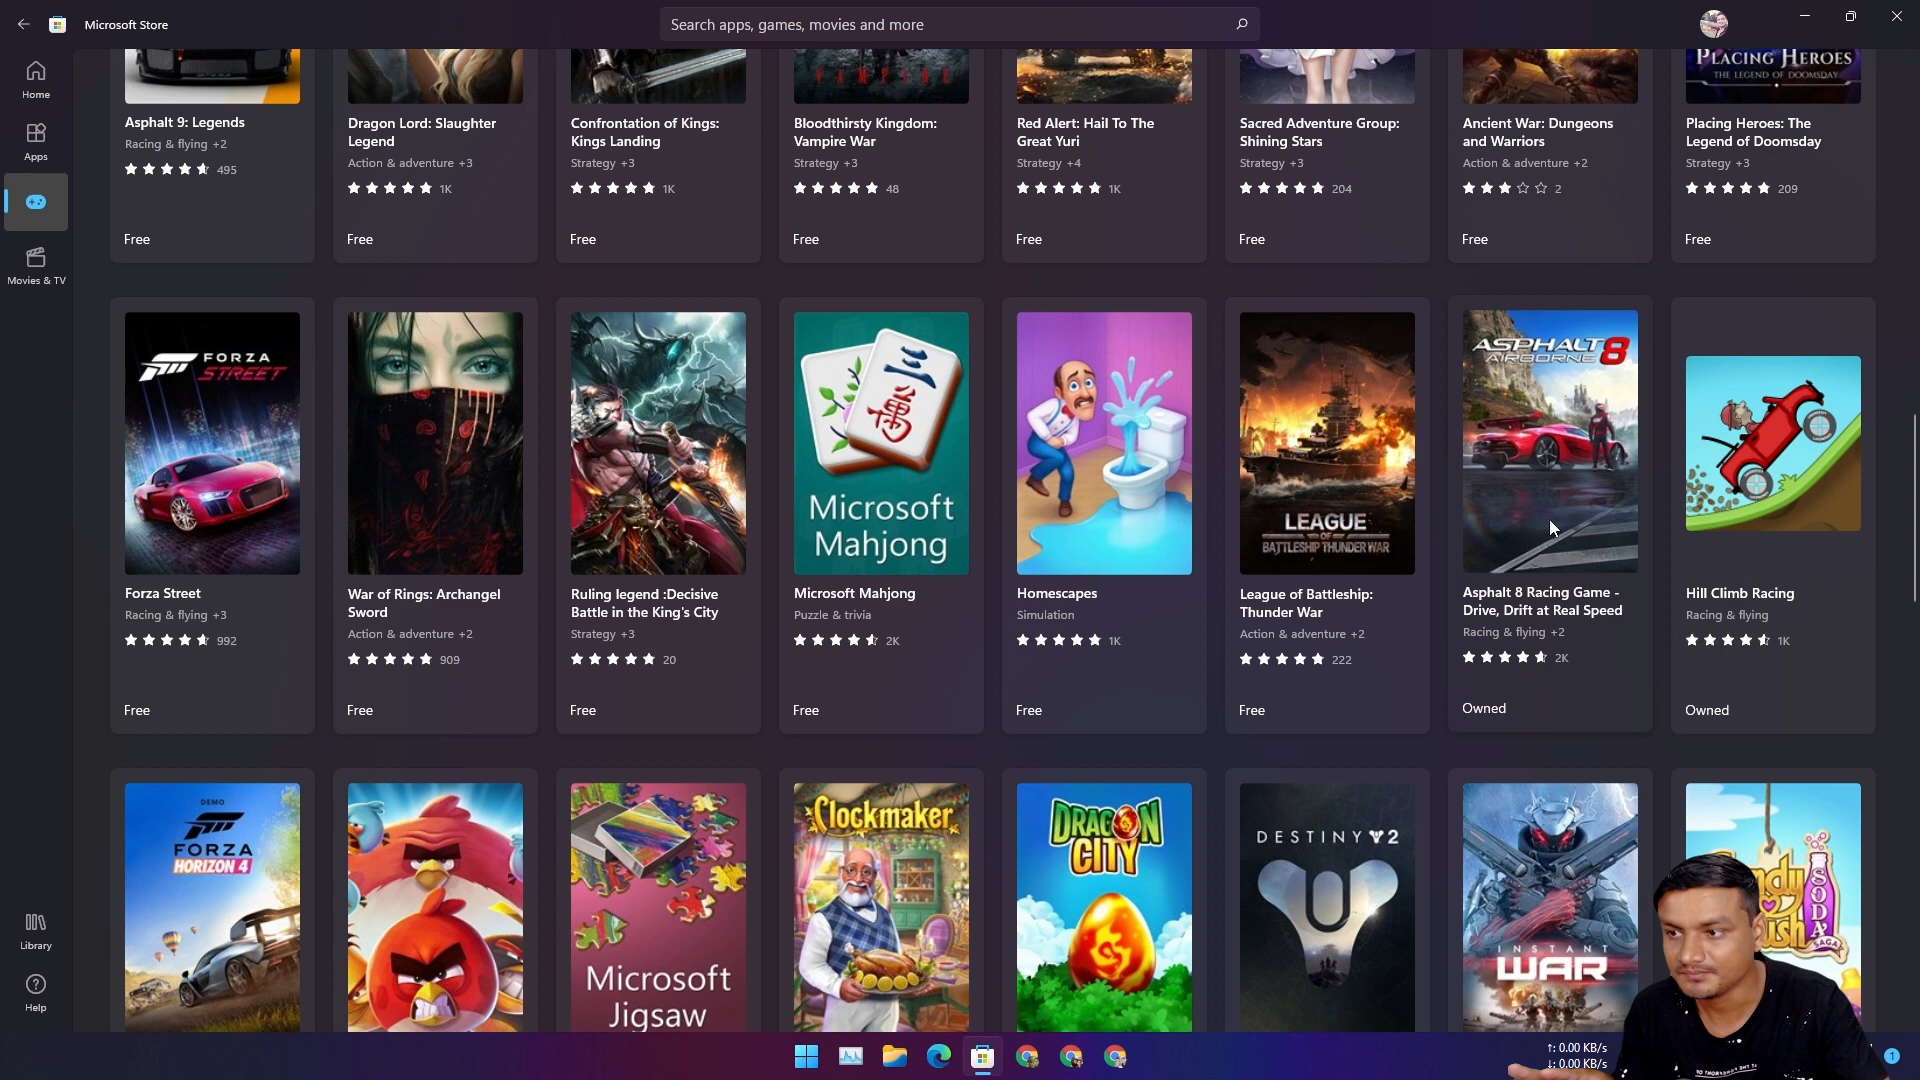 Microsoft Store
Search apps, games, movies and more
Home
Apps
Movies & TV
Library
Help
VAMPIRE
PLACING HEROES
THE LEGEND OF DOOMSDAY
Asphalt 9: Legends
Racing & flying +2
495
Free
Dragon Lord: Slaughter
Legend
Action & adventure +3
1K
Free
Confrontation of Kings:
Kings Landing
Strategy +3
1K
Free
Bloodthirsty Kingdom:
Vampire War
Strategy +3
48
Free
Red Alert: Hail To The
Great Yuri
Strategy +4
1K
Free
Sacred Adventure Group:
Shining Stars
Strategy +3
204
Free
Ancient War: Dungeons
and Warriors
Action & adventure +2
2
Free
Placing Heroes: The
Legend of Doomsday
Strategy +3
209
Free
FORZA
STREET
Forza Street
Racing & flying +3
992
Free
War of Rings: Archangel
Sword
Action & adventure +2
909
Free
Ruling legend :Decisive
Battle in the King's City
Strategy +3
20
Free
三
萬
Microsoft
Mahjong
Microsoft Mahjong
Puzzle & trivia
2K
Free
Homescapes
Simulation
1K
Free
LEAGUE
OF
BATTLESHIP THUNDER WAR
League of Battleship:
Thunder War
Action & adventure +2
222
Free
ASPHALT 8
AIRBORNE
Asphalt 8 Racing Game -
Drive, Drift at Real Speed
Racing & flying +2
2K
Owned
Hill Climb Racing
Racing & flying
1K
Owned
DEMO
FORZA
HORIZON 4
Microsoft
Jigsaw
Clockmaker
DRAGON
CITY
DESTINY 2
INSTANT
WAR
SODA
SAGA
↑: 0.00 KB/s
↓: 0.00 KB/s
1